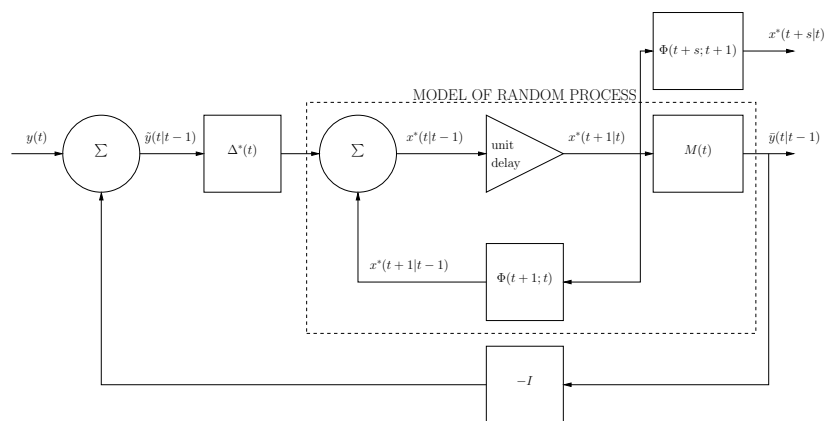 x*(t+s|t)
Φ(t+s;t+1)
MODEL OF RANDOM PROCESS
y(t)
Σ
ỹ(t|t−1)
Δ*(t)
Σ
x*(t|t−1)
unit
delay
x*(t+1|t)
M(t)
ȳ(t|t−1)
x*(t+1|t−1)
Φ(t+1;t)
−I